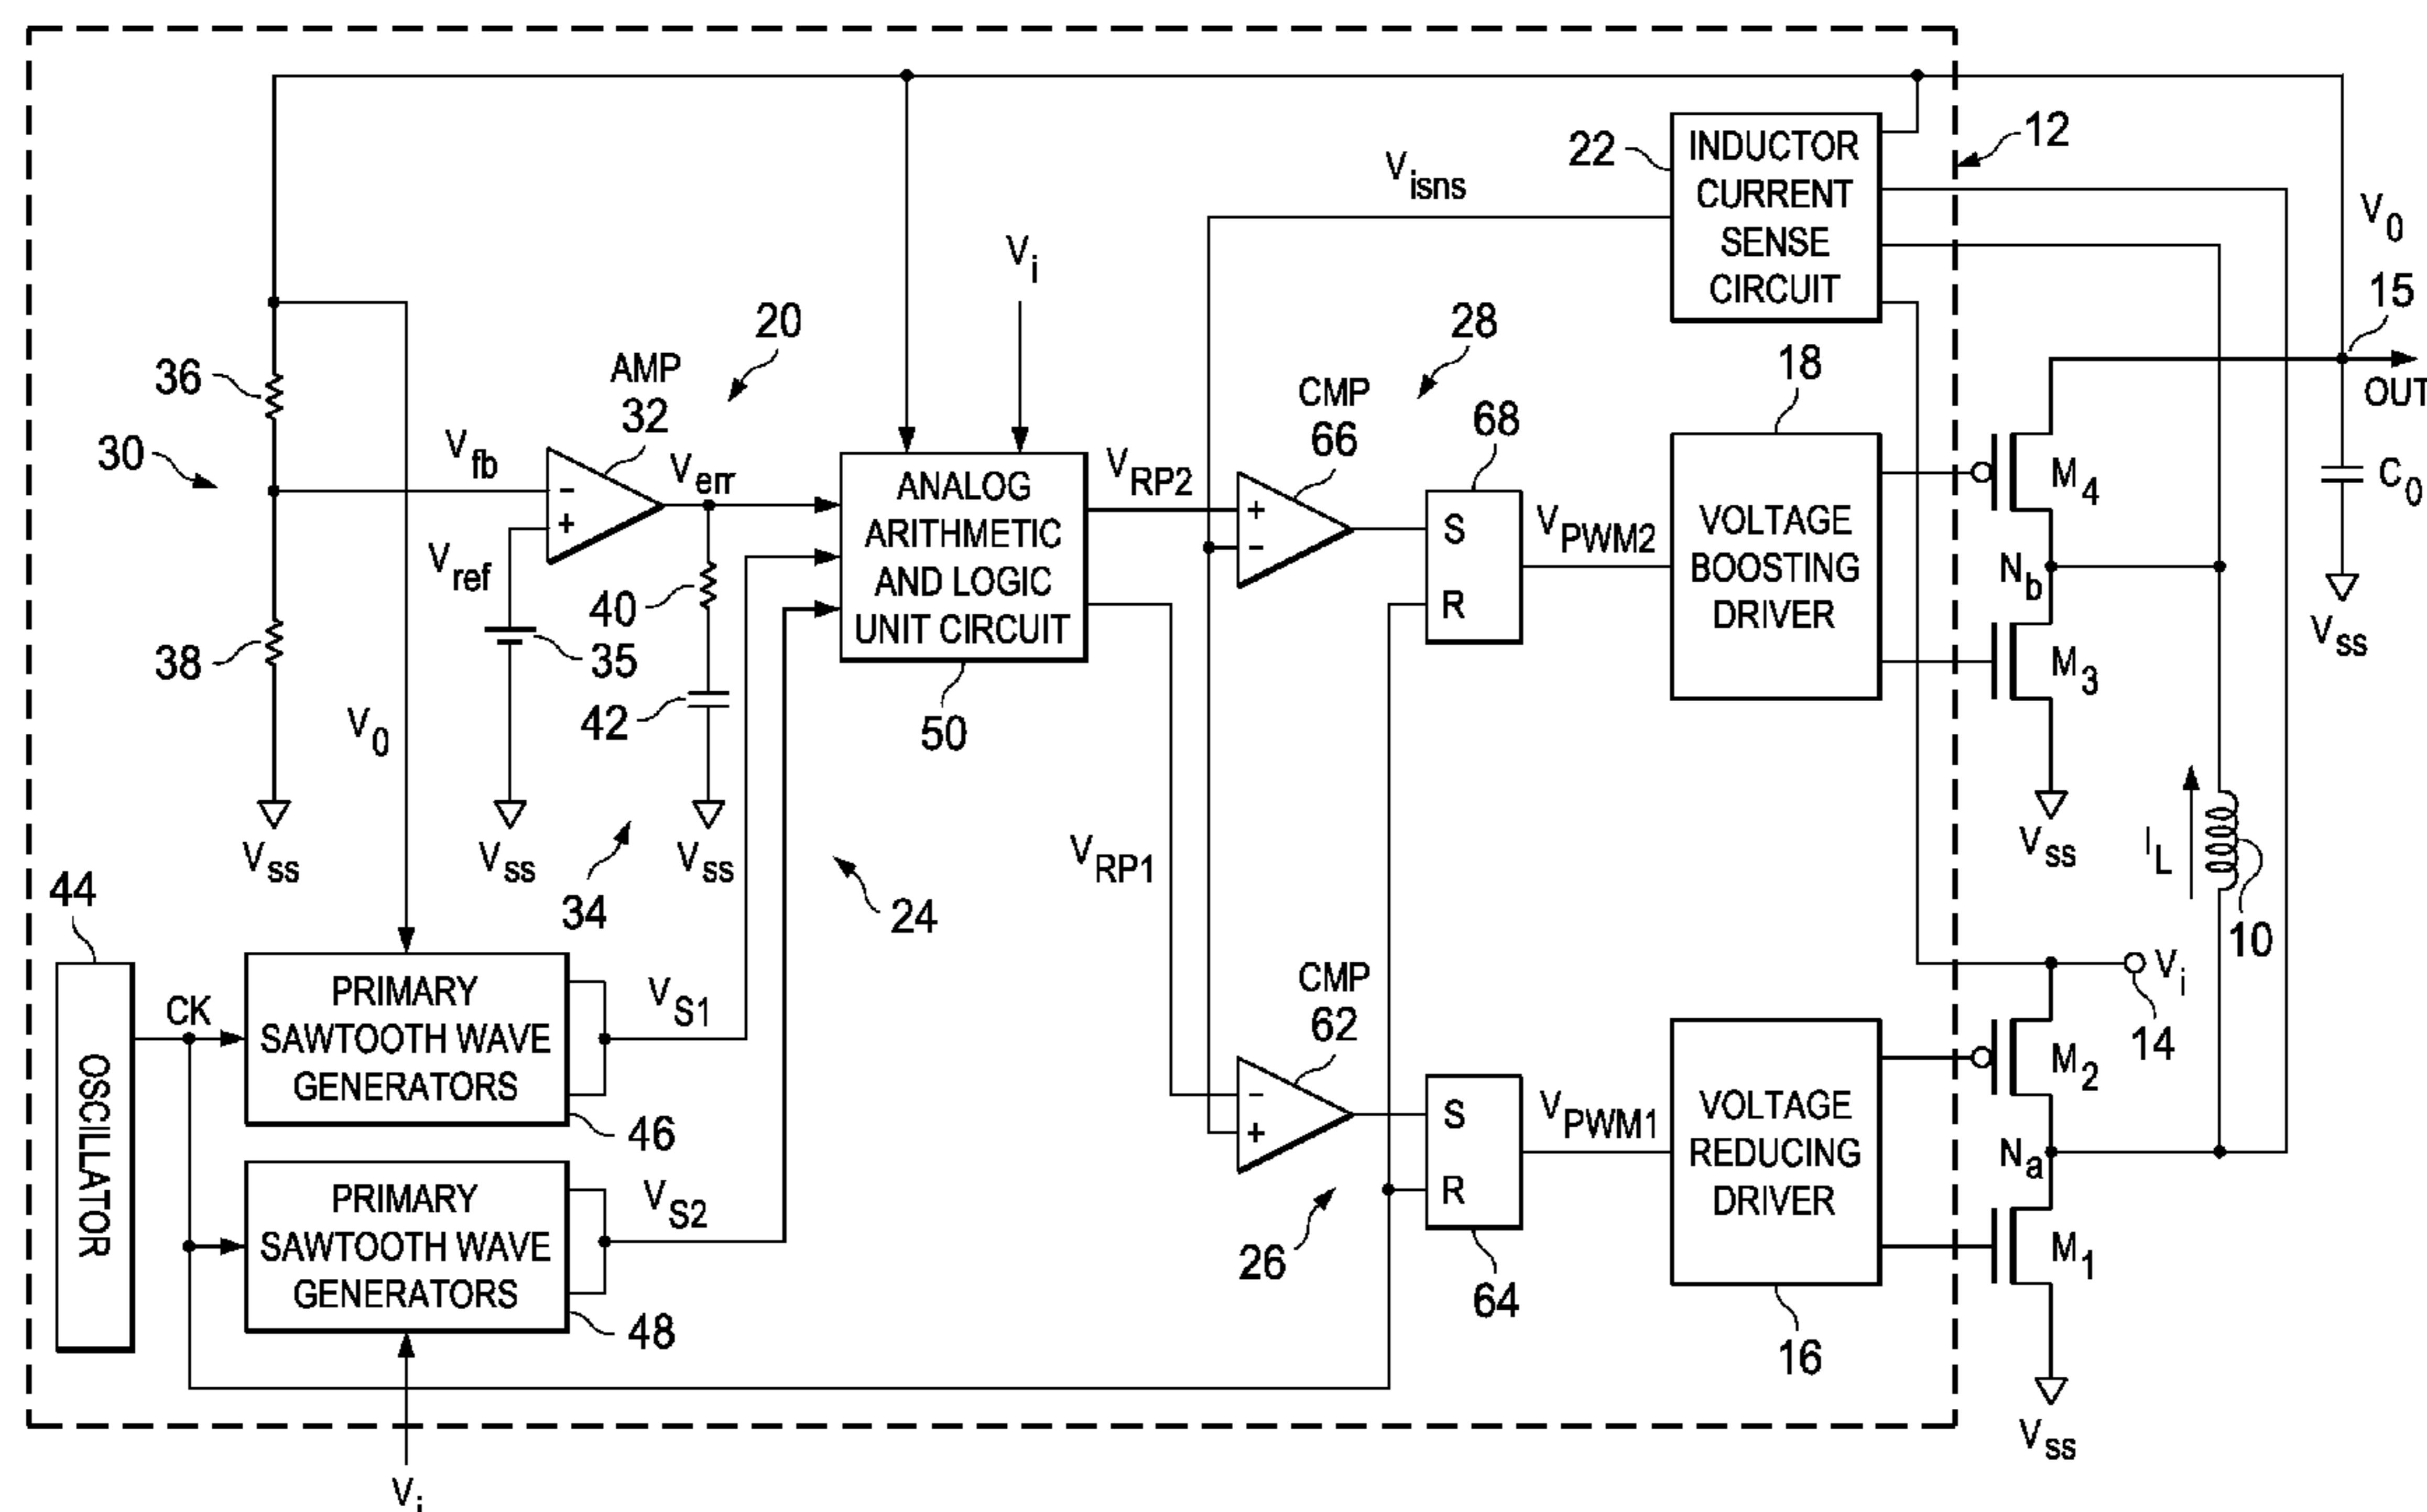 12
22
INDUCTOR
CURRENT
SENSE
CIRCUIT
Visns
V0
15
OUT
Vi
20
28
18
36
AMP
32
CMP
66
68
30
Vfb
Verr
VRP2
ANALOG
ARITHMETIC
AND LOGIC
UNIT CIRCUIT
50
-
+
+
-
S
R
VPWM2
VOLTAGE
BOOSTING
DRIVER
M4
C0
Nb
Vss
M3
Vref
40
35
38
42
V0
Vss
Vss
Vss
34
24
VRP1
Vss
IL
10
44
OSCILLATOR
CK
PRIMARY
SAWTOOTH WAVE
GENERATORS
46
VS1
CMP
62
-
+
S
R
VPWM1
VOLTAGE
REDUCING
DRIVER
Vi
14
M2
Na
M1
PRIMARY
SAWTOOTH WAVE
GENERATORS
48
VS2
26
64
16
Vss
Vi